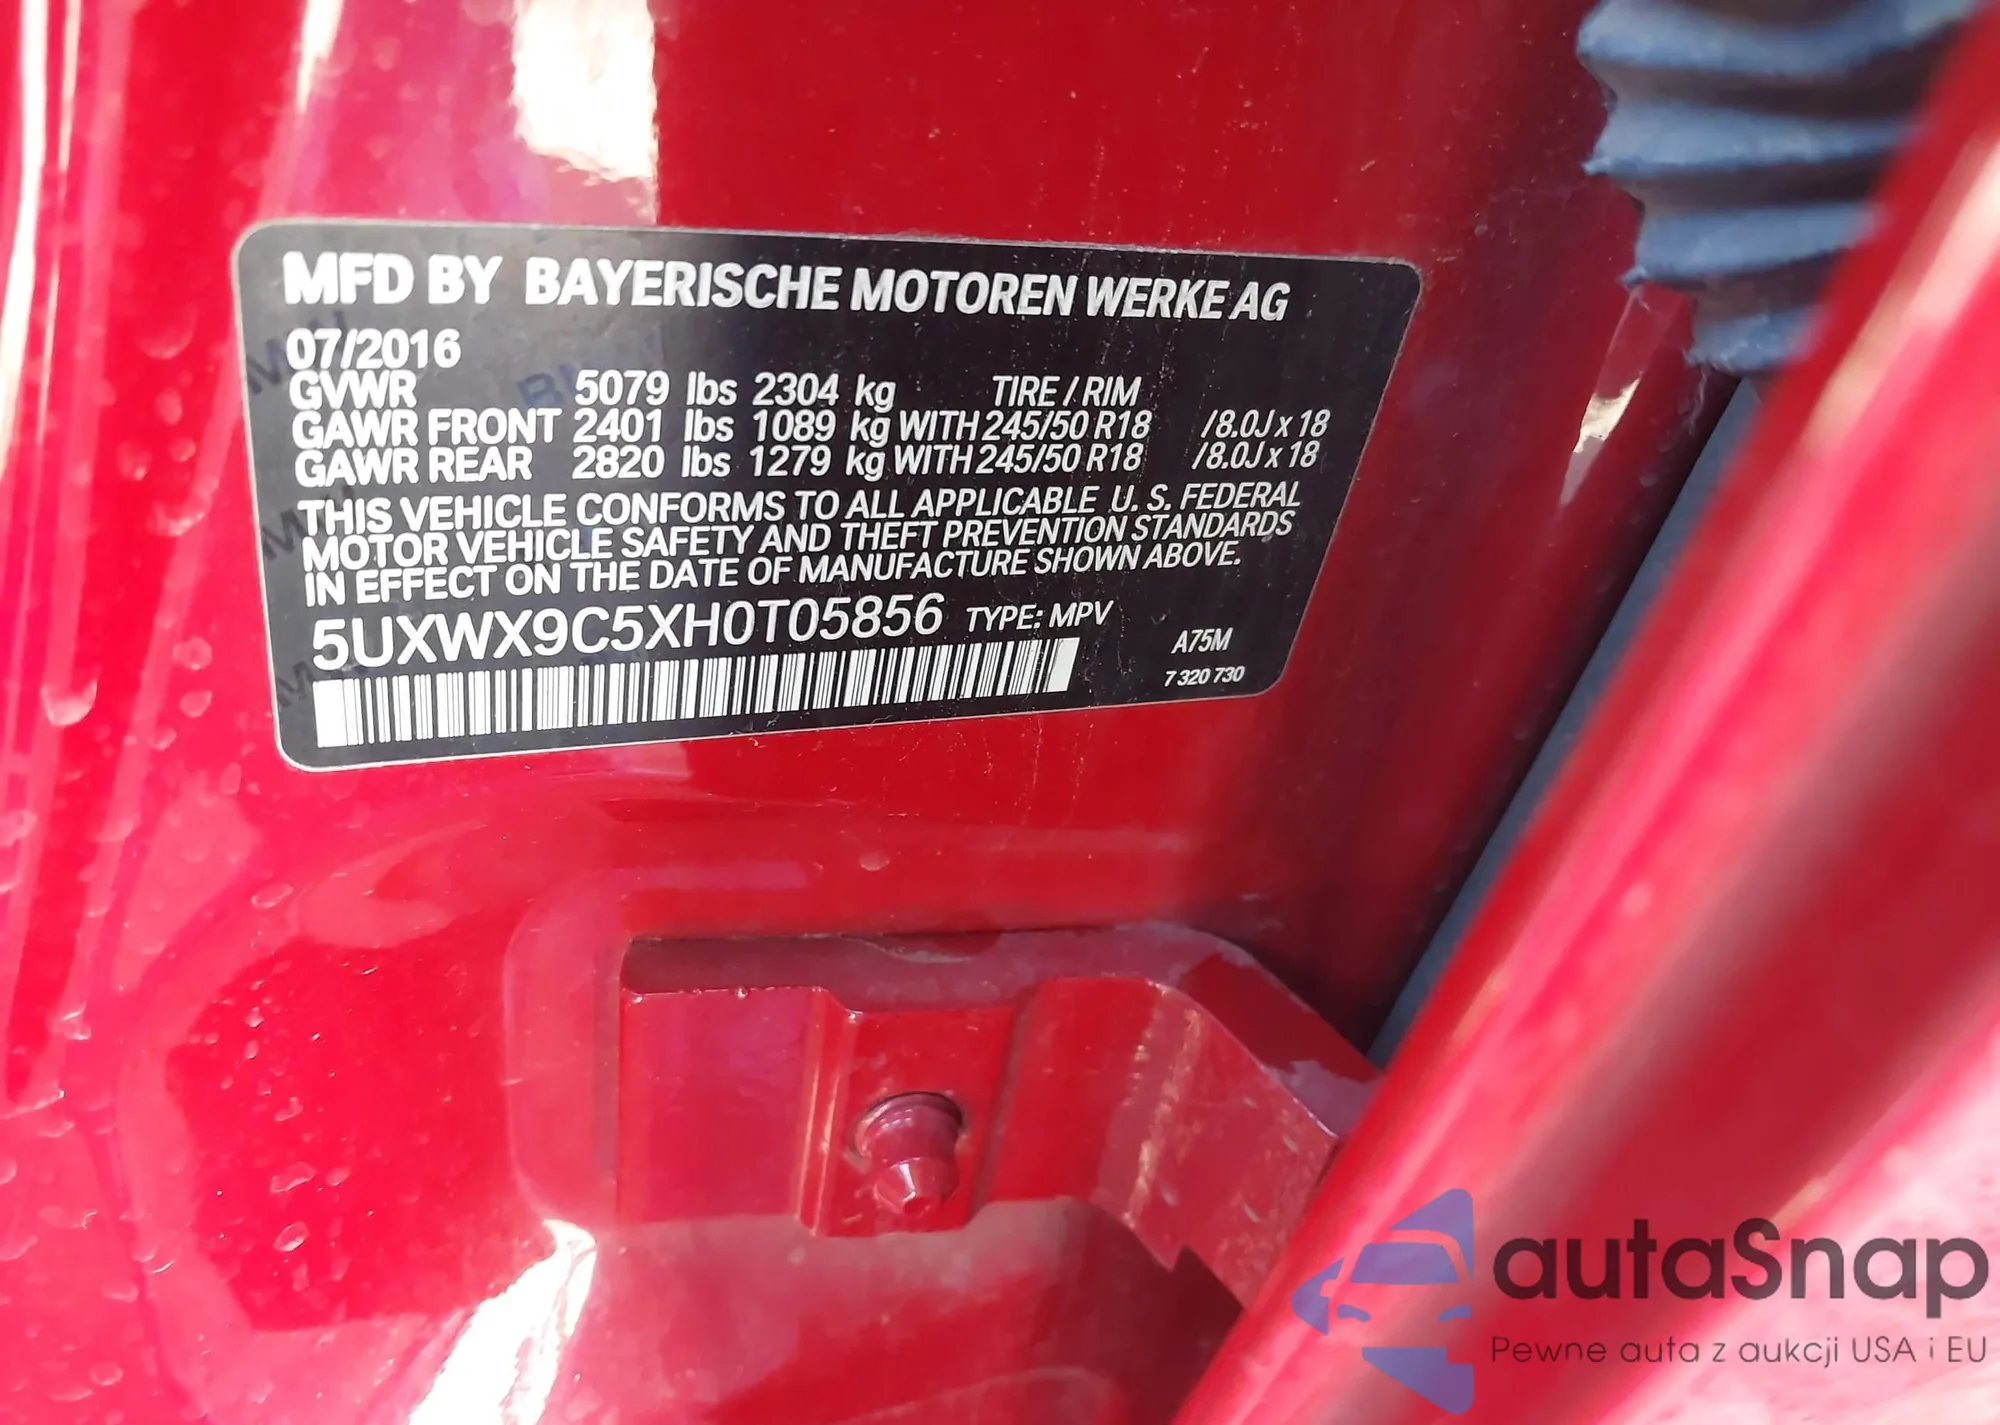 MFD BY BAYERISCHE MOTOREN WERKE AG
07/2016
GVWR 5079 lbs 2304 kg TIRE / RIM
GAWR FRONT 2401 lbs 1089 kg WITH 245/50 R18 /8.0J x 18
GAWR REAR 2820 lbs 1279 kg WITH 245/50 R18 /8.0J x 18
THIS VEHICLE CONFORMS TO ALL APPLICABLE U. S. FEDERAL
MOTOR VEHICLE SAFETY AND THEFT PREVENTION STANDARDS
IN EFFECT ON THE DATE OF MANUFACTURE SHOWN ABOVE.
5UXWX9C5XH0T05856 TYPE: MPV
A75M
7 320 730
autaSnap
Pewne auta z aukcji USA i EU